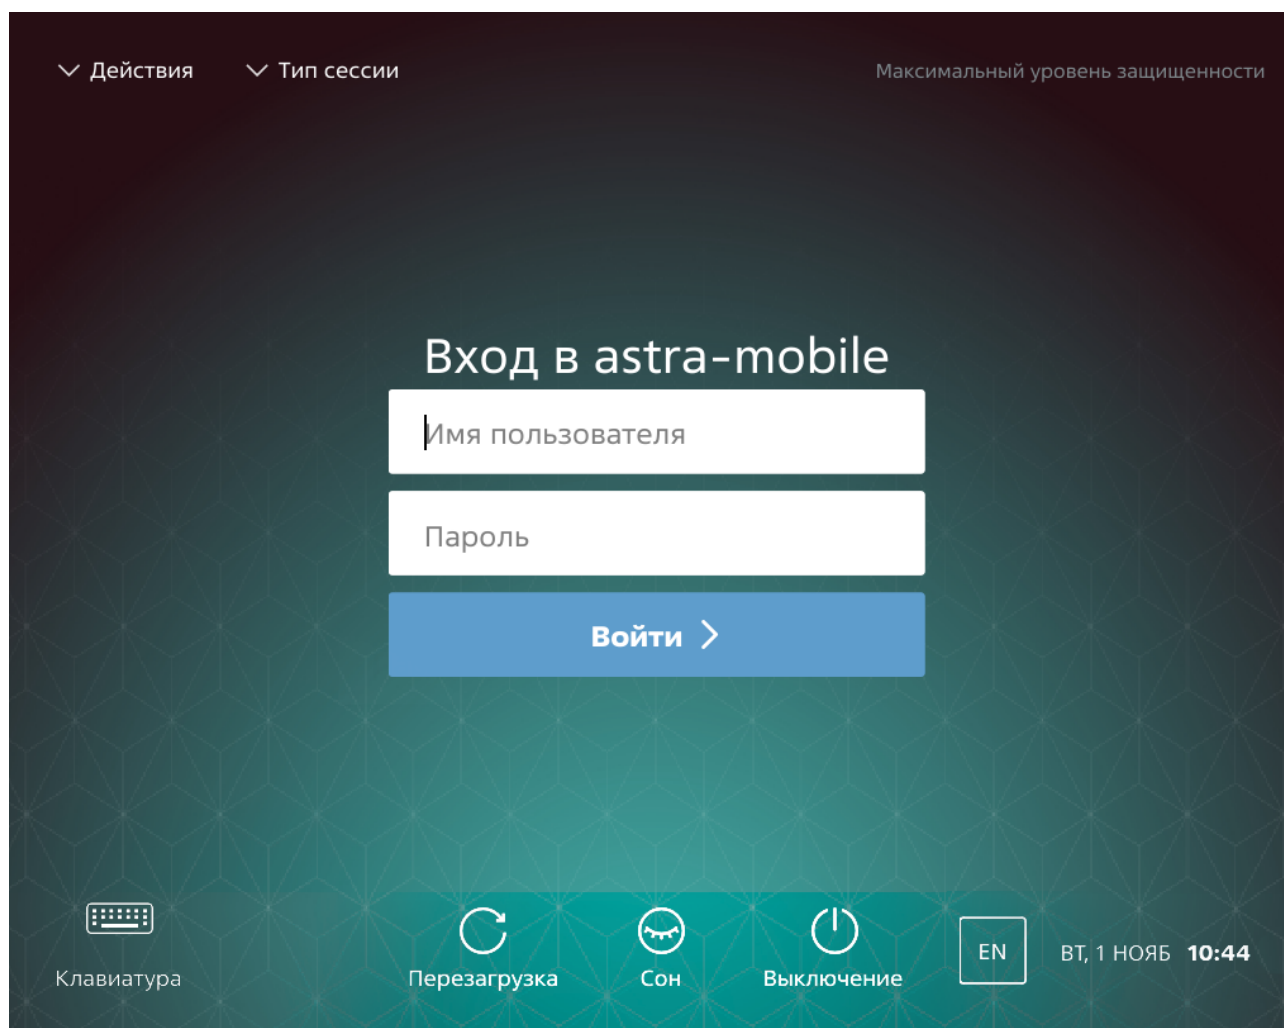 Действия Тип сессии Максимальный уровень защищенности
Вход в astra-mobile
Имя пользователя
Пароль
Войти
EN ВТ, 1 НОЯБ 10:44
Клавиатура Перезагрузка Сон Выключение